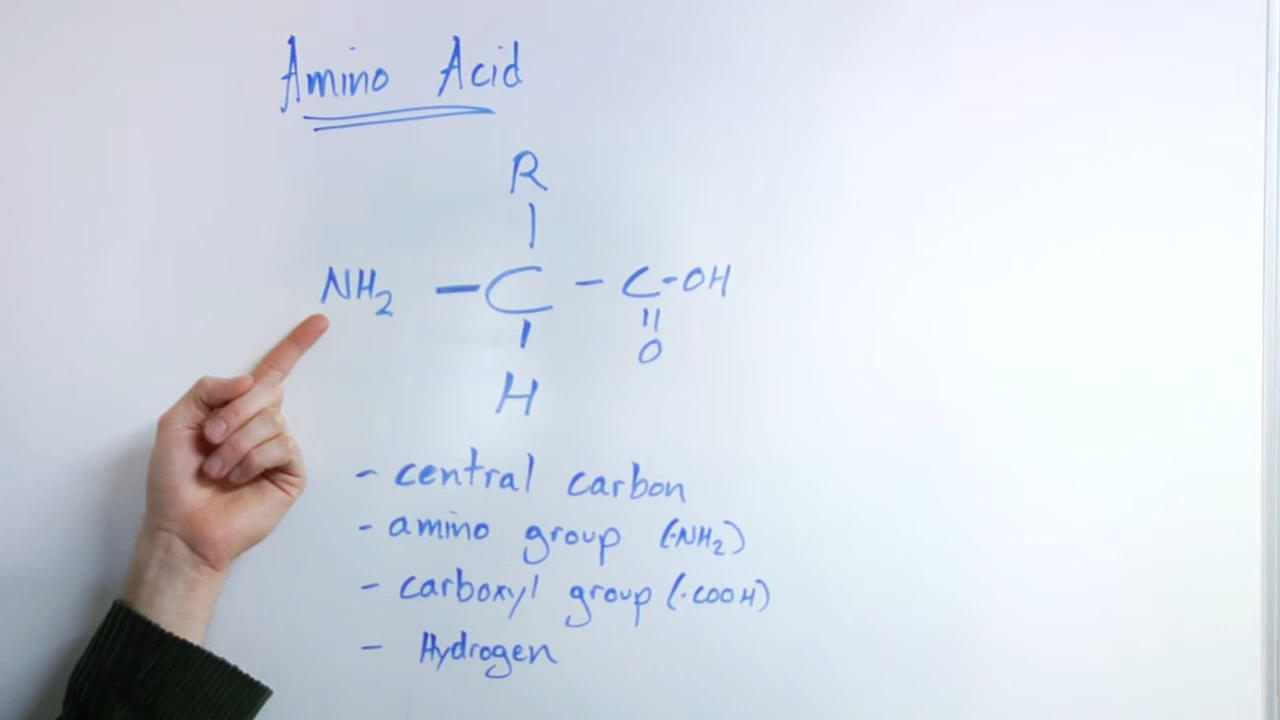 Amino Acid
R
NH₂ - C - C-OH
O
H
- central carbon
- amino group (-NH₂)
- carboxyl group (-COOH)
- Hydrogen